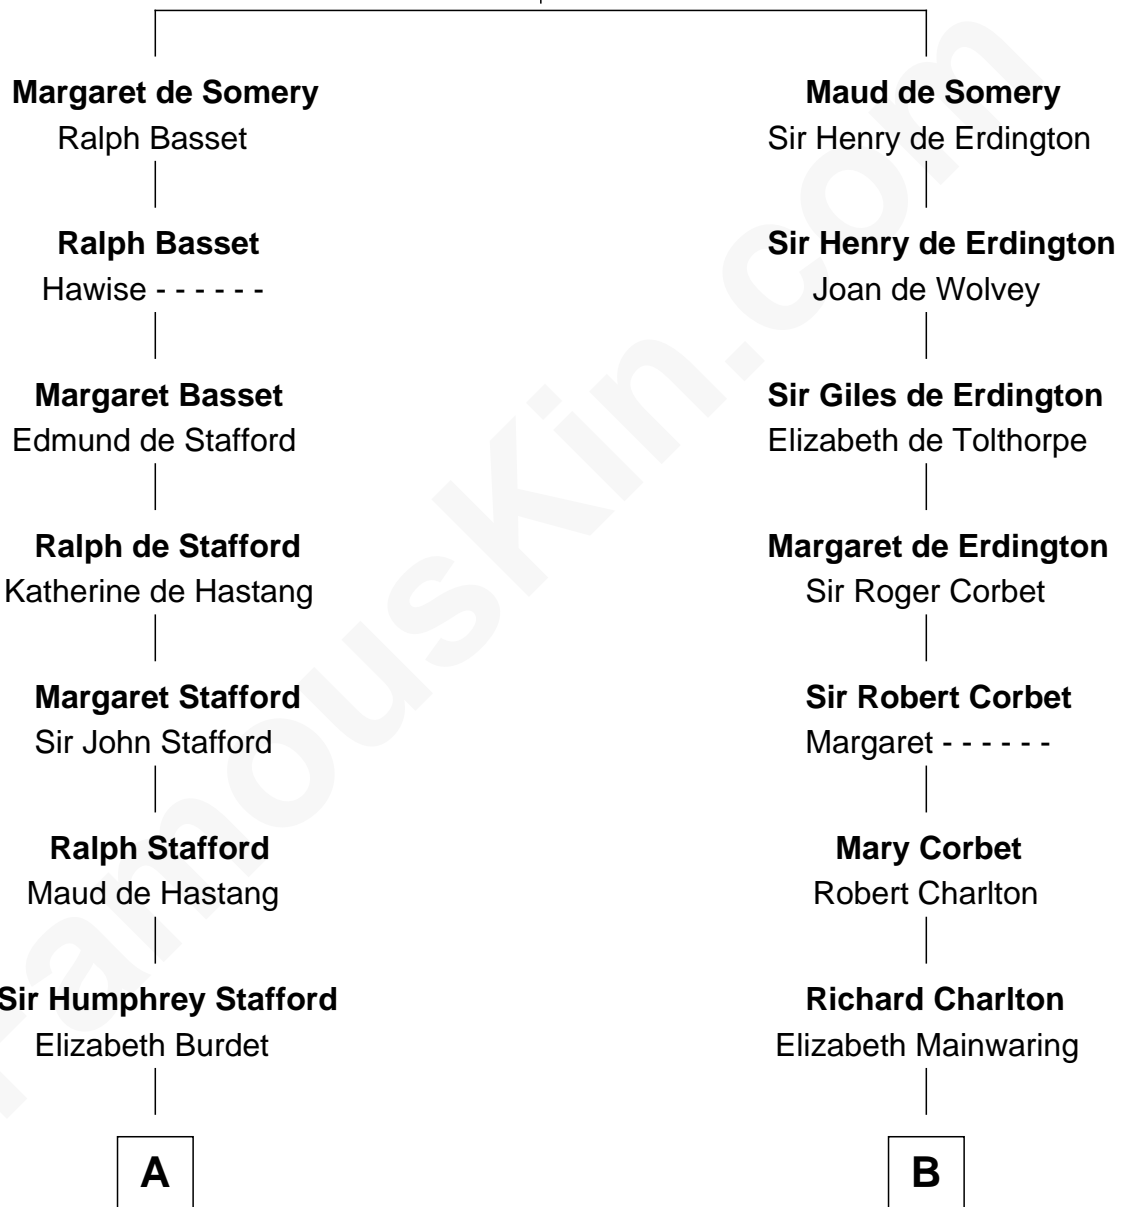 Margaret de Somery
Ralph Basset
Ralph Basset
Hawise - - - - - -
Margaret Basset
Edmund de Stafford
Ralph de Stafford
Katherine de Hastang
Margaret Stafford
Sir John Stafford
Ralph Stafford
Maud de Hastang
Sir Humphrey Stafford
Elizabeth Burdet
A
Maud de Somery
Sir Henry de Erdington
Sir Henry de Erdington
Joan de Wolvey
Sir Giles de Erdington
Elizabeth de Tolthorpe
Margaret de Erdington
Sir Roger Corbet
Sir Robert Corbet
Margaret - - - - - -
Mary Corbet
Robert Charlton
Richard Charlton
Elizabeth Mainwaring
B
FamousKin.com